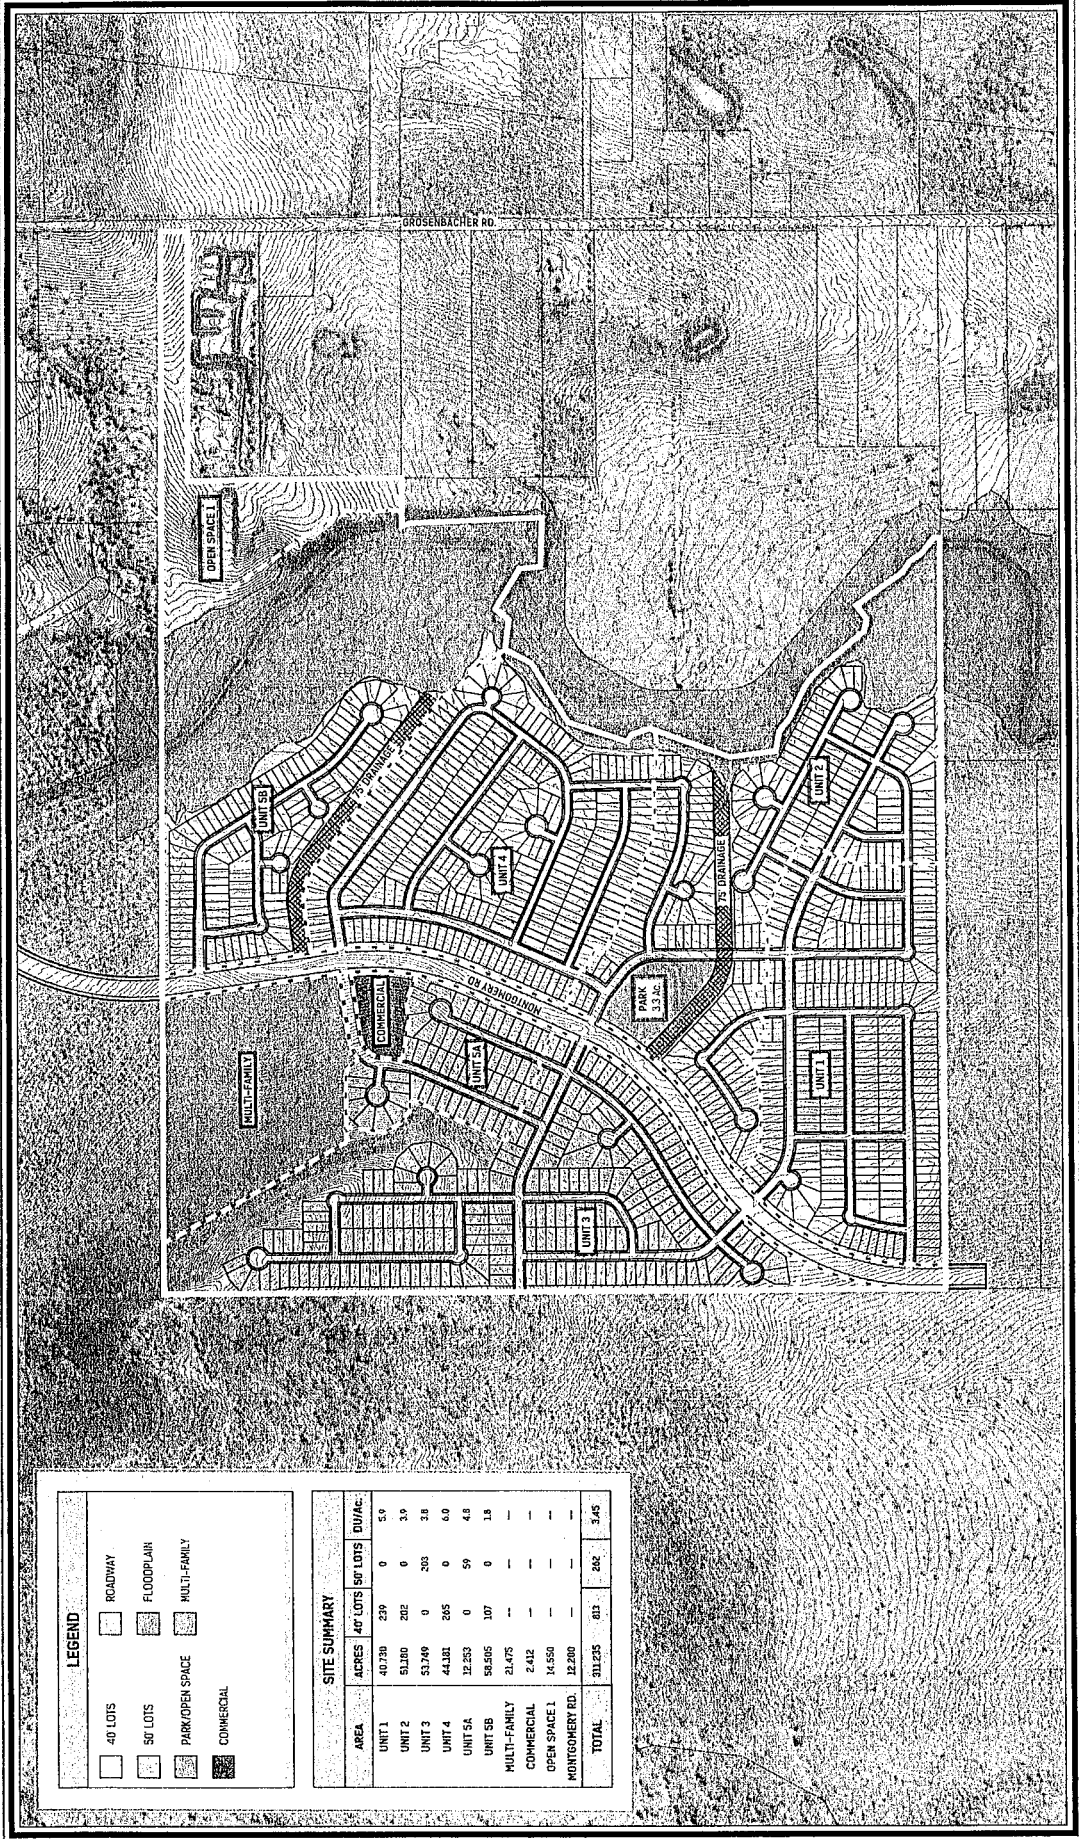 GROSENBACHER RD.
OPEN SPACE 1
UNIT 5B
75' DRAINAGE
UNIT 4
UNIT 2
75' DRAINAGE
MULTI-FAMILY
COMMERCIAL
MONTGOMERY RD
PARK
3.3 Ac.
UNIT 5A
UNIT 1
UNIT 3
LEGEND
40' LOTS ROADWAY
50' LOTS FLOODPLAIN
PARK/OPEN SPACE MULTI-FAMILY
COMMERCIAL
SITE SUMMARY
AREA ACRES 40' LOTS 50' LOTS DU/Ac.
UNIT 1 40.730 239 0 5.9
UNIT 2 51.180 202 0 3.9
UNIT 3 53.749 0 203 3.8
UNIT 4 44.181 265 0 6.0
UNIT 5A 12.253 0 59 4.8
UNIT 5B 58.505 107 0 1.8
MULTI-FAMILY 21.475 -- -- --
COMMERCIAL 2.412 -- -- --
OPEN SPACE 1 14.550 -- -- --
MONTGOMERY RD. 12.200 -- -- --
TOTAL 311.235 813 262 3.45